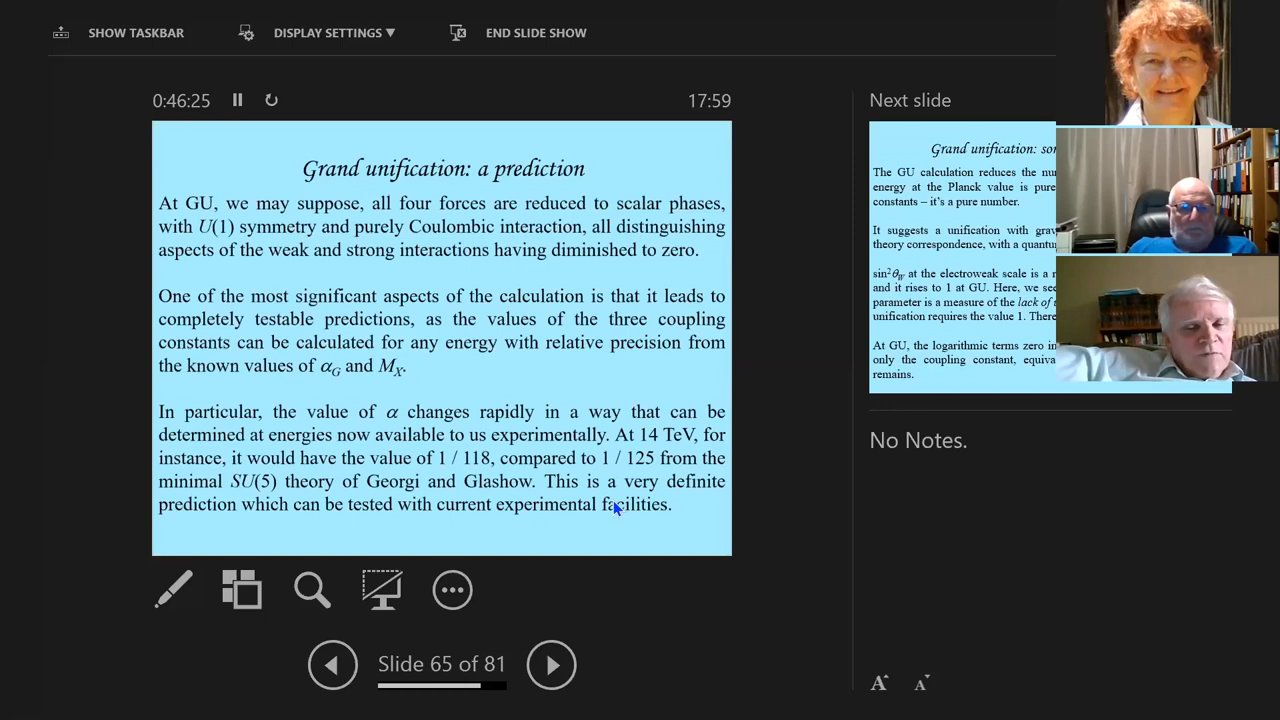 SHOW TASKBAR
DISPLAY SETTINGS ▼
END SLIDE SHOW
0:46:25
17:59
Grand unification: a prediction
At GU, we may suppose, all four forces are reduced to scalar phases,
with U(1) symmetry and purely Coulombic interaction, all distinguishing
aspects of the weak and strong interactions having diminished to zero.
One of the most significant aspects of the calculation is that it leads to
completely testable predictions, as the values of the three coupling
constants can be calculated for any energy with relative precision from
the known values of αG and MX.
In particular, the value of α changes rapidly in a way that can be
determined at energies now available to us experimentally. At 14 TeV, for
instance, it would have the value of 1 / 118, compared to 1 / 125 from the
minimal SU(5) theory of Georgi and Glashow. This is a very definite
prediction which can be tested with current experimental facilities.
Slide 65 of 81
Next slide
Grand unification:
The GU calculation reduces the
energy at the Planck value is pure
constants – it's a pure number.
It suggests a unification with
theory correspondence, with a
sin²θW at the electroweak scale is a
and it rises to 1 at GU. Here, we
parameter is a measure of the lack of
unification requires the value 1.
At GU, the logarithmic terms zero
only the coupling constant,
remains.
No Notes.
A A